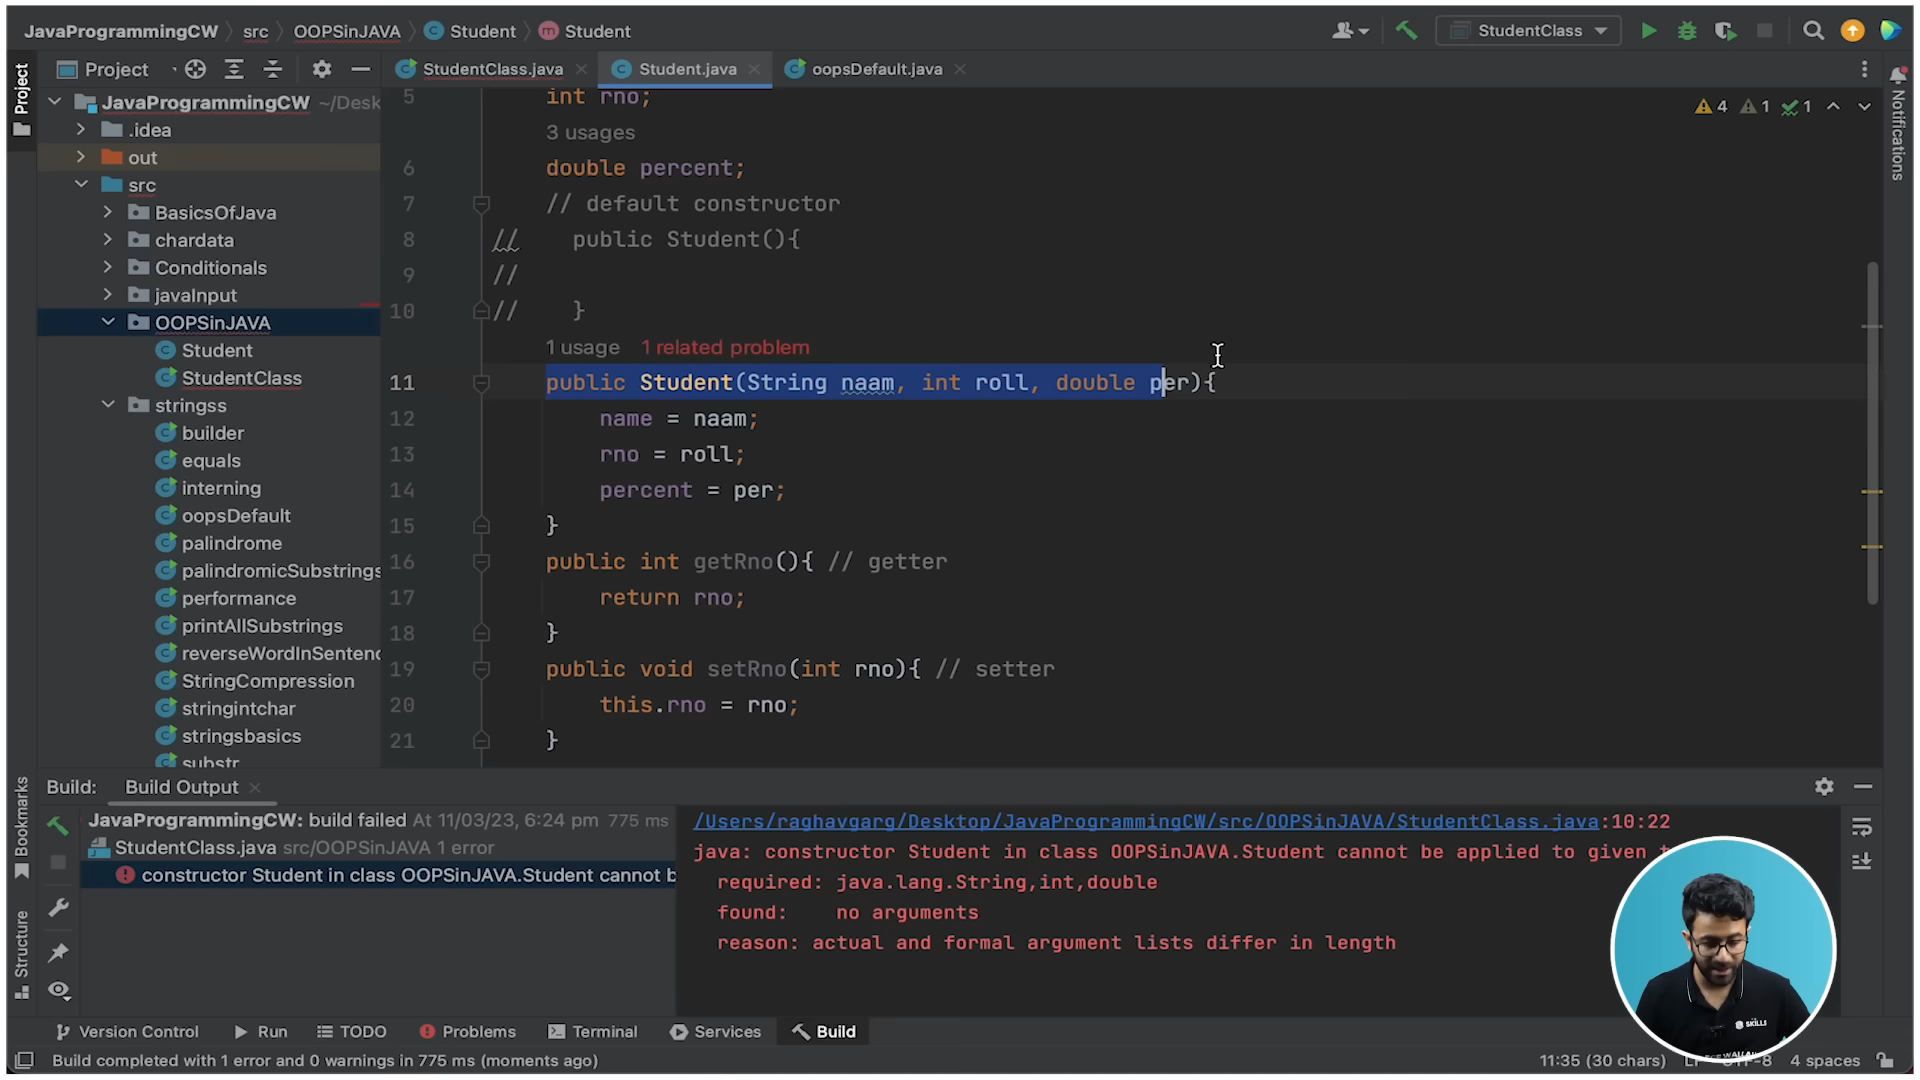 JavaProgrammingCW
src
OOPSinJAVA
Student
Student
StudentClass
Project
Project
StudentClass.java
Student.java
oopsDefault.java
Notifications
JavaProgrammingCW ~/Desk
.idea
out
src
BasicsOfJava
chardata
Conditionals
javaInput
OOPSinJAVA
Student
StudentClass
stringss
builder
equals
interning
oopsDefault
palindrome
palindromicSubstrings
performance
printAllSubstrings
reverseWordInSentenc
StringCompression
stringintchar
stringsbasics
substr
4 1 1
5 int rno;
3 usages
6 double percent;
7 // default constructor
8 // public Student(){
9 //
10 // }
1 usage 1 related problem
11 public Student(String naam, int roll, double per){
12 name = naam;
13 rno = roll;
14 percent = per;
15 }
16 public int getRno(){ // getter
17 return rno;
18 }
19 public void setRno(int rno){ // setter
20 this.rno = rno;
21 }
Bookmarks
Structure
Build: Build Output
JavaProgrammingCW: build failed At 11/03/23, 6:24 pm 775 ms
StudentClass.java src/OOPSinJAVA 1 error
constructor Student in class OOPSinJAVA.Student cannot b
/Users/raghavgarg/Desktop/JavaProgrammingCW/src/OOPSinJAVA/StudentClass.java:10:22
java: constructor Student in class OOPSinJAVA.Student cannot be applied to given t
required: java.lang.String,int,double
found: no arguments
reason: actual and formal argument lists differ in length
SKILLS
Version Control
Run
TODO
Problems
Terminal
Services
Build
Build completed with 1 error and 0 warnings in 775 ms (moments ago)
11:35 (30 chars) LF UTF-8 4 spaces